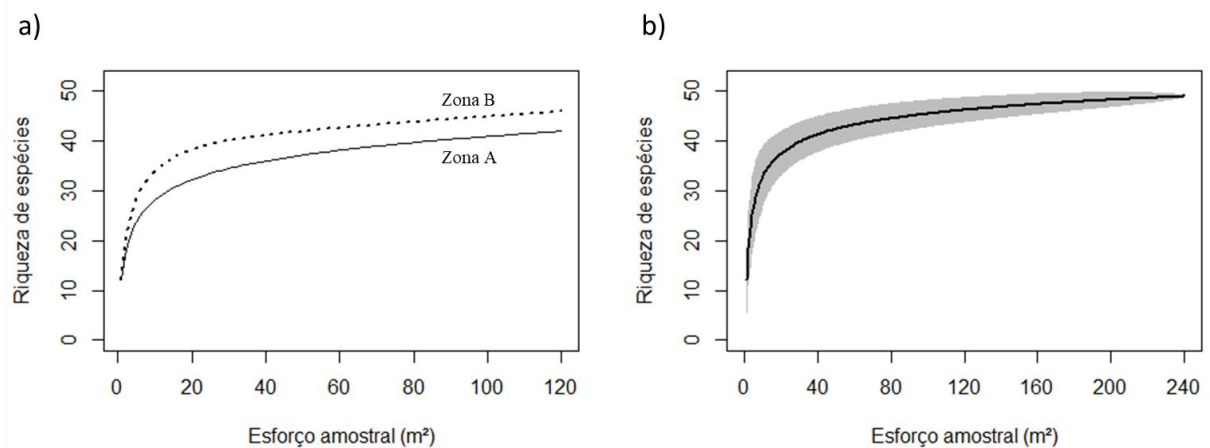 a)
Riqueza de espécies
50
40
30
20
10
0
Zona B
Zona A
0 20 40 60 80 100 120
Esforço amostral (m²)
b)
Riqueza de espécies
50
40
30
20
10
0
0 40 80 120 160 200 240
Esforço amostral (m²)